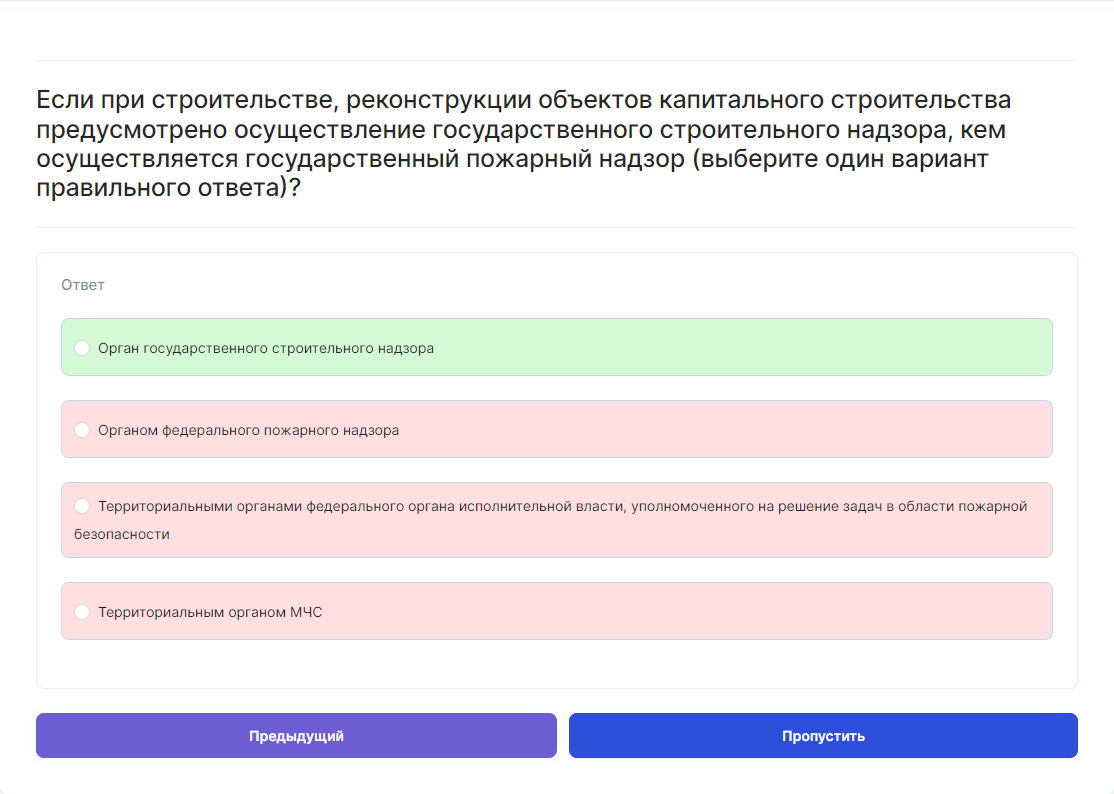 Если при строительстве, реконструкции объектов капитального строительства
предусмотрено осуществление государственного строительного надзора, кем
осуществляется государственный пожарный надзор (выберите один вариант
правильного ответа)?
Ответ
Орган государственного строительного надзора
Органом федерального пожарного надзора
Территориальными органами федерального органа исполнительной власти, уполномоченного на решение задач в области пожарной
безопасности
Территориальным органом МЧС
Предыдущий
Пропустить